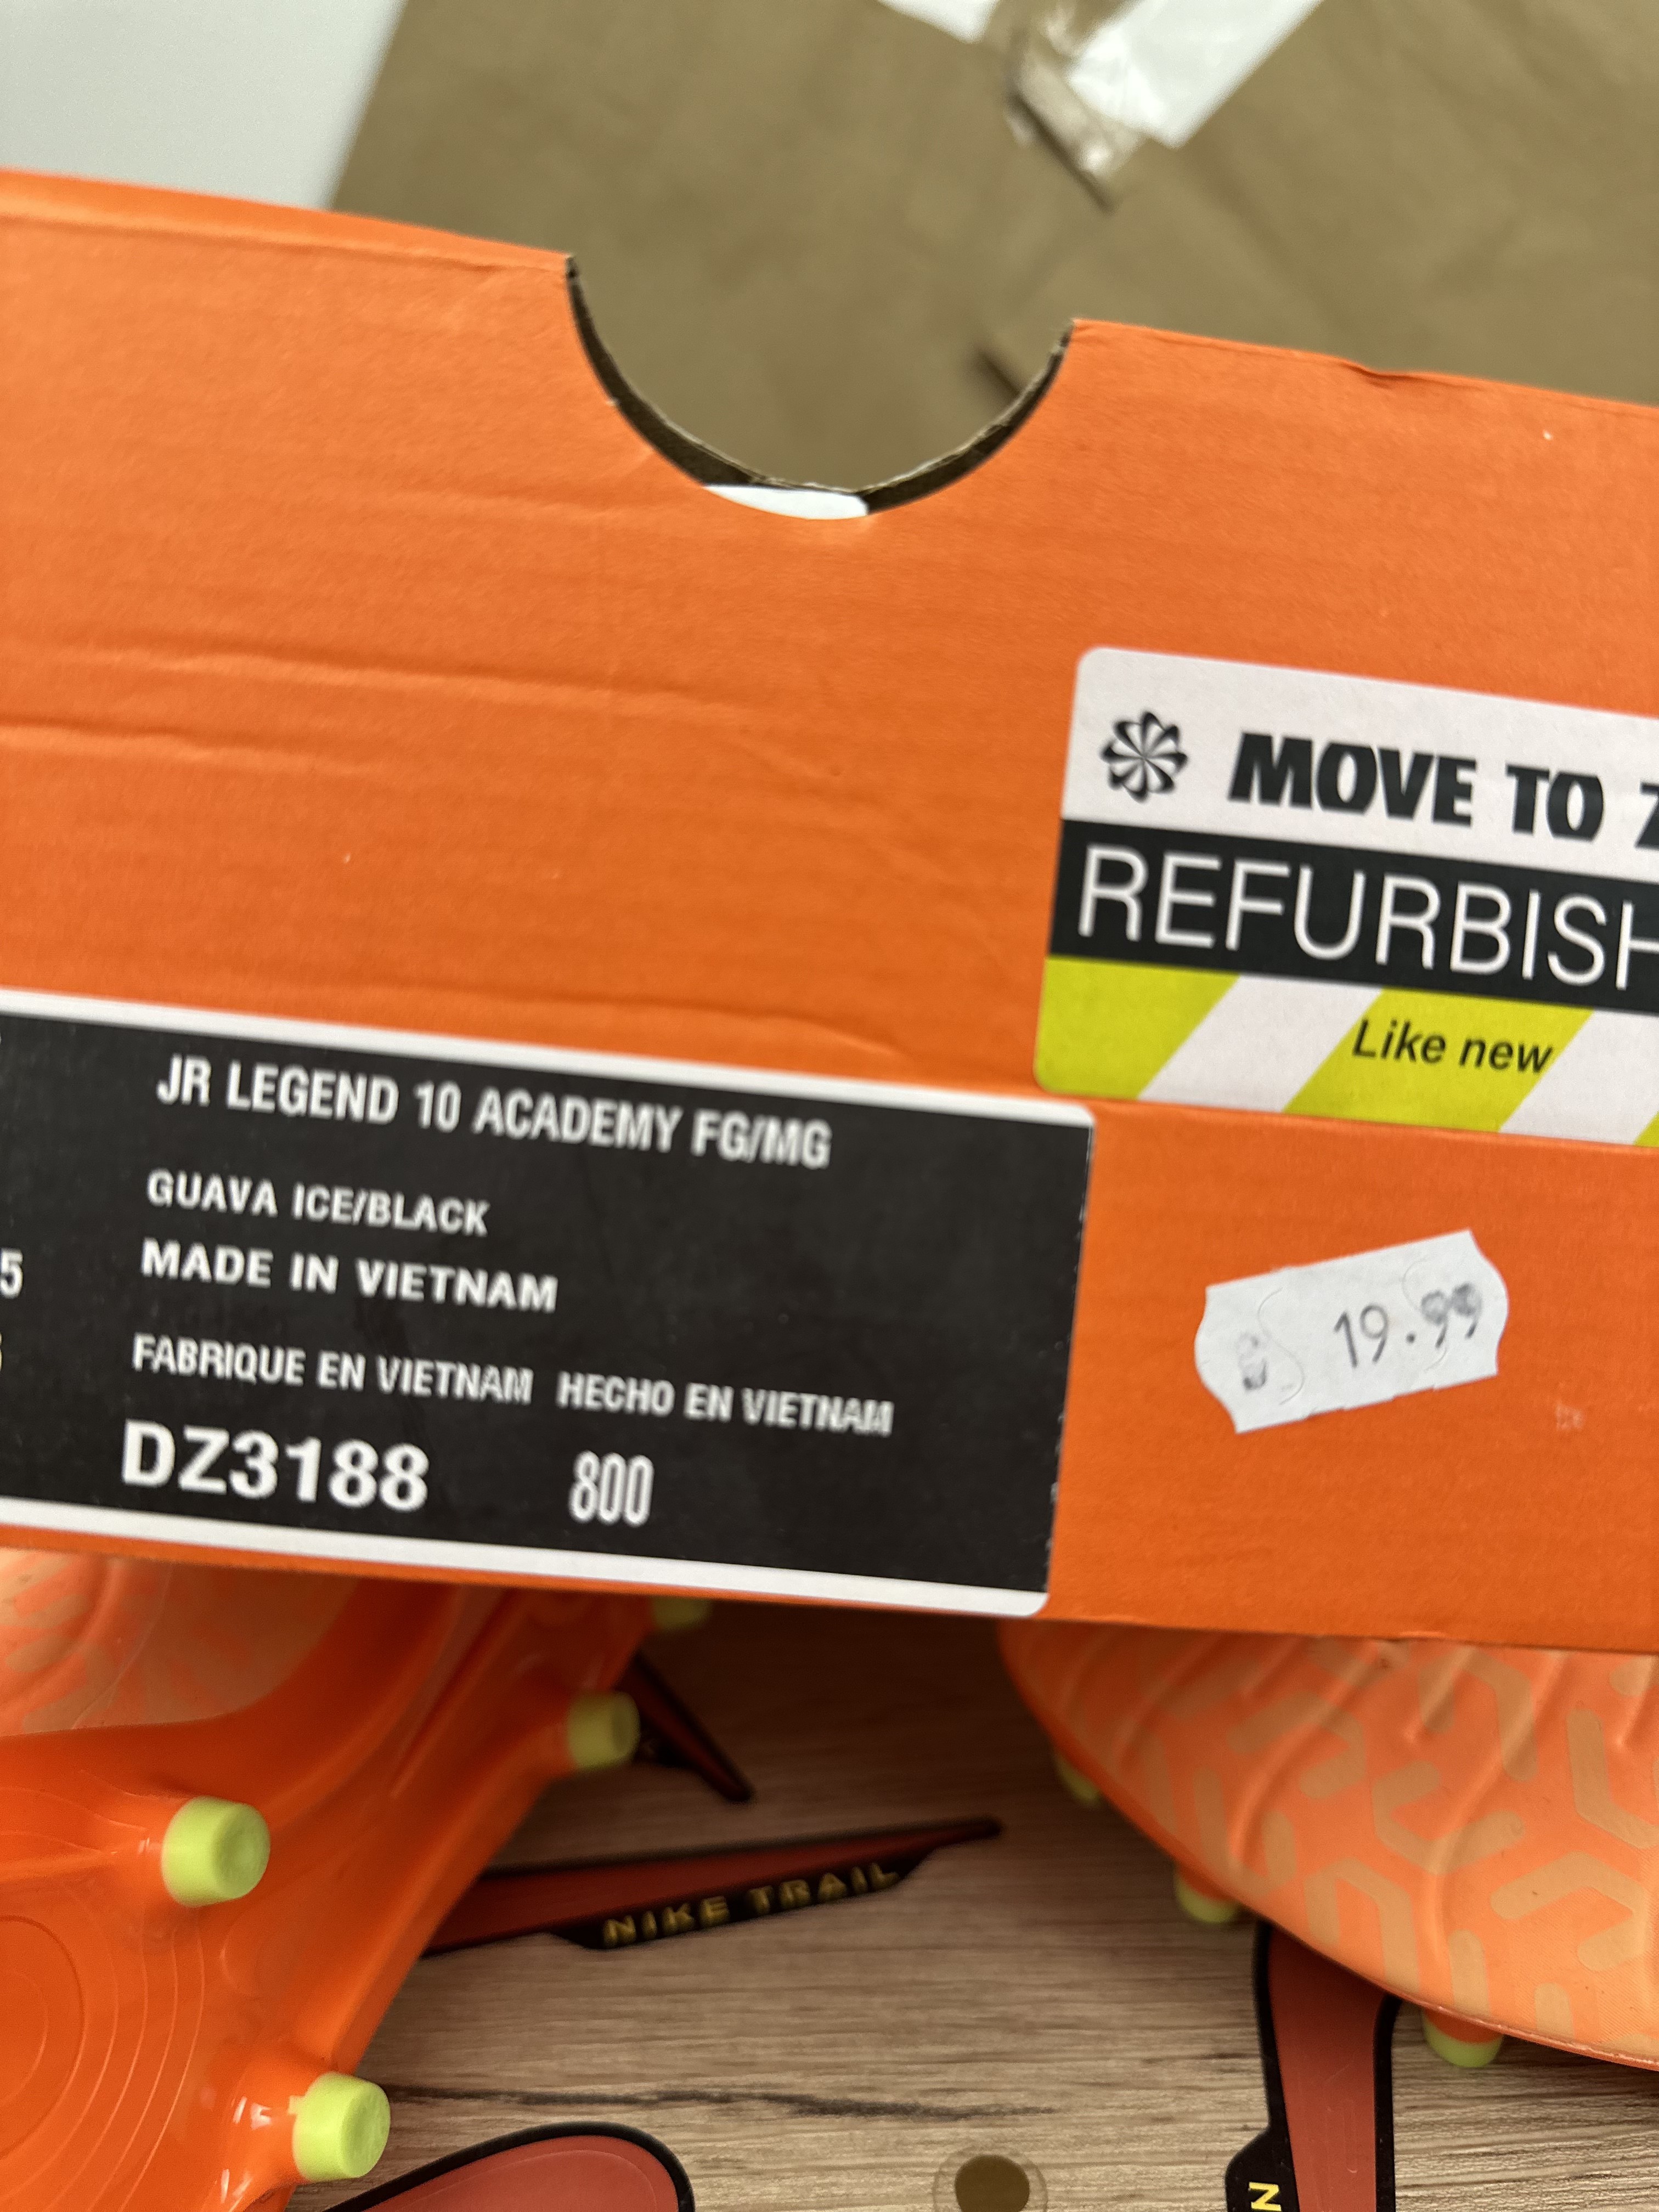 MOVE TO
REFURBISH
Like new
JR LEGEND 10 ACADEMY FG/MG
GUAVA ICE/BLACK
MADE IN VIETNAM
5
FABRIQUE EN VIETNAM HECHO EN VIETNAM
DZ3188 800
19.99
NIKE TRAIL
N